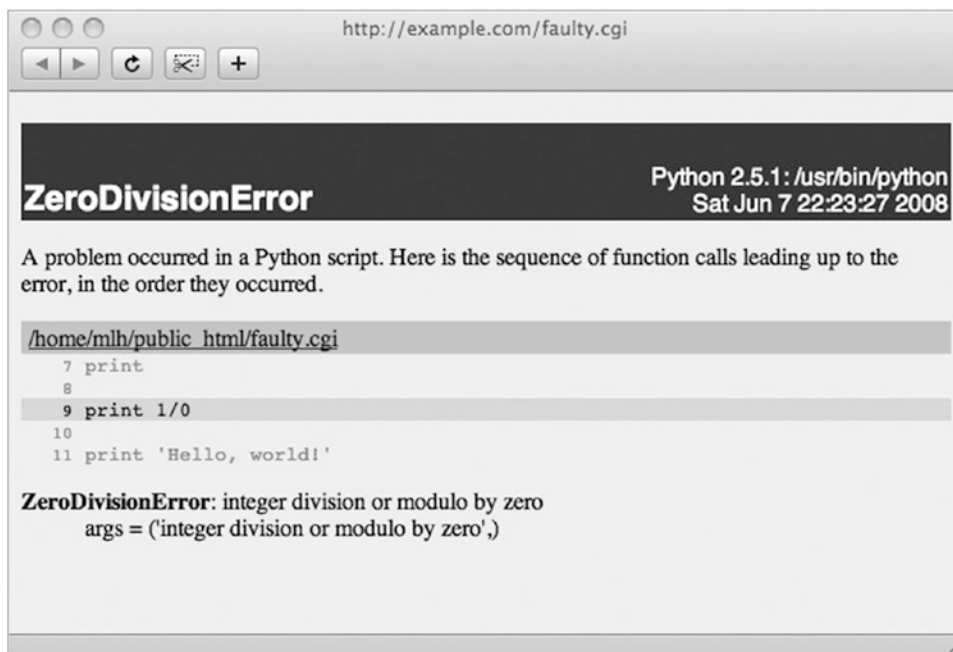 http://example.com/faulty.cgi
ZeroDivisionError
Python 2.5.1: /usr/bin/python
Sat Jun 7 22:23:27 2008
A problem occurred in a Python script. Here is the sequence of function calls leading up to the
error, in the order they occurred.
/home/mlh/public_html/faulty.cgi
7 print
8
9 print 1/0
10
11 print 'Hello, world!'
ZeroDivisionError: integer division or modulo by zero
args = ('integer division or modulo by zero',)